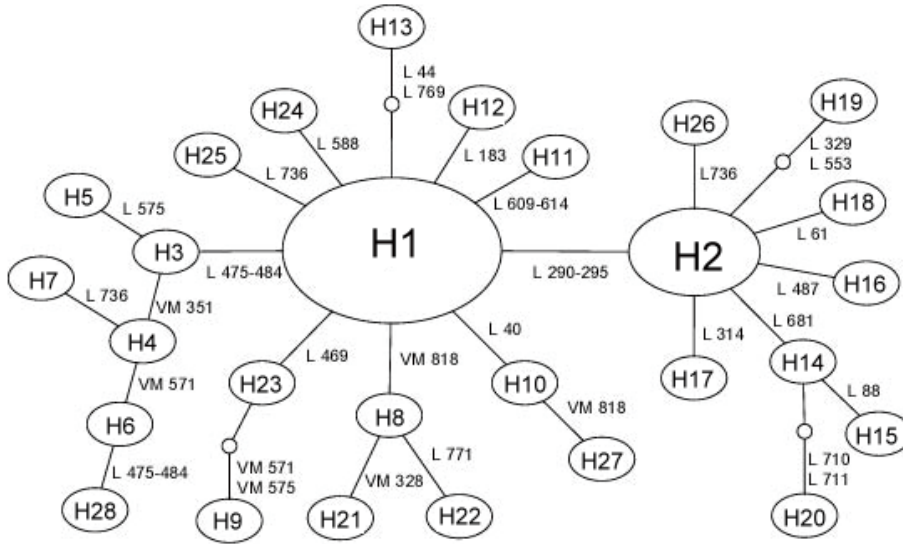 H13
L 44
L 769
H24
H12
H26
H19
L 588
L 183
L 329
L 553
H25
H11
L 736
L736
H5
L 609-614
H18
L 575
H1
L 61
H3
H2
H7
L 475-484
L 290-295
L 487
H16
L 736
VM 351
H4
L 469
VM 818
L 40
L 314
L 681
VM 571
H23
H10
H17
H14
H6
H8
VM 818
L 88
L 475-484
VM 571
VM 575
VM 328
L 771
H27
H15
L 710
L 711
H28
H9
H21
H22
H20